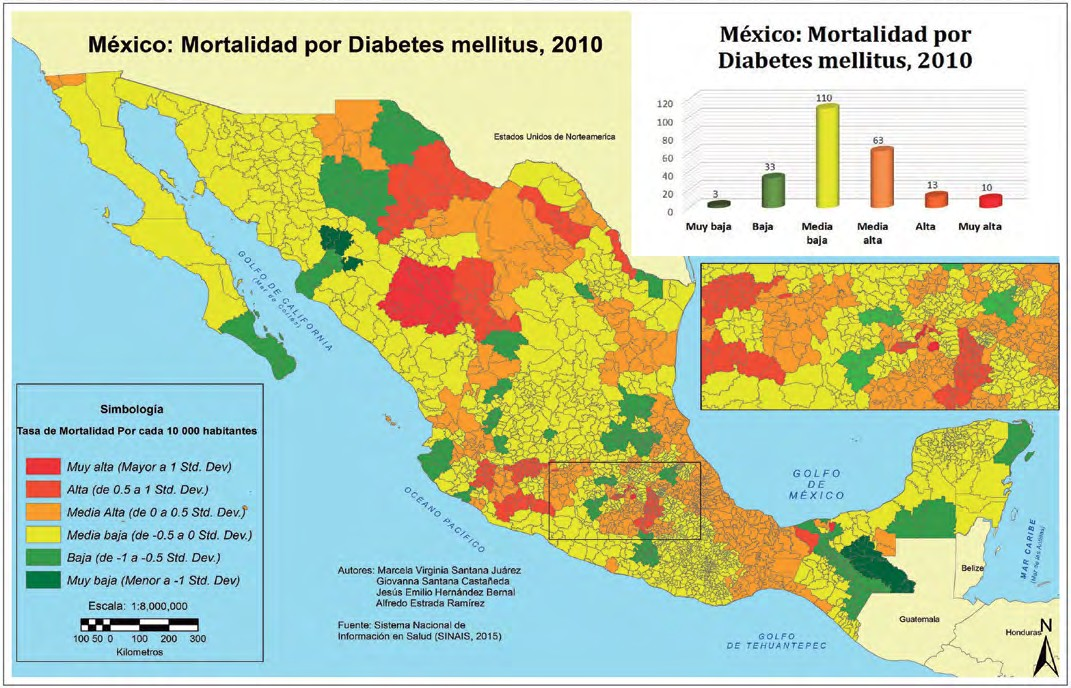 México: Mortalidad por Diabetes mellitus, 2010
México: Mortalidad por
Diabetes mellitus, 2010
120
100
80
60
40
20
0
3
33
110
63
13
10
Muy baja
Baja
Media
baja
Media
alta
Alta
Muy alta
Estados Unidos de Norteamerica
GOLFO DE CALIFORNIA
(Mar de Cortés)
OCEANO PACÍFICO
GOLFO
DE
MÉXICO
MAR CARIBE
(Mar de las Antillas)
Belize
Guatemala
Honduras
GOLFO
DE TEHUANTEPEC
N
Simbología
Tasa de Mortalidad Por cada 10 000 habitantes
Muy alta (Mayor a 1 Std. Dev)
Alta (de 0.5 a 1 Std. Dev.)
Media Alta (de 0 a 0.5 Std. Dev.)
Media baja (de -0.5 a 0 Std. Dev.)
Baja (de -1 a -0.5 Std. Dev.)
Muy baja (Menor a -1 Std. Dev)
Escala: 1:8,000,000
100 50 0 100 200 300
Kilometros
Autores: Marcela Virginia Santana Juárez
Giovanna Santana Castañeda
Jesús Emilio Hernández Bernal
Alfredo Estrada Ramírez
Fuente: Sistema Nacional de
Información en Salud (SINAIS, 2015)